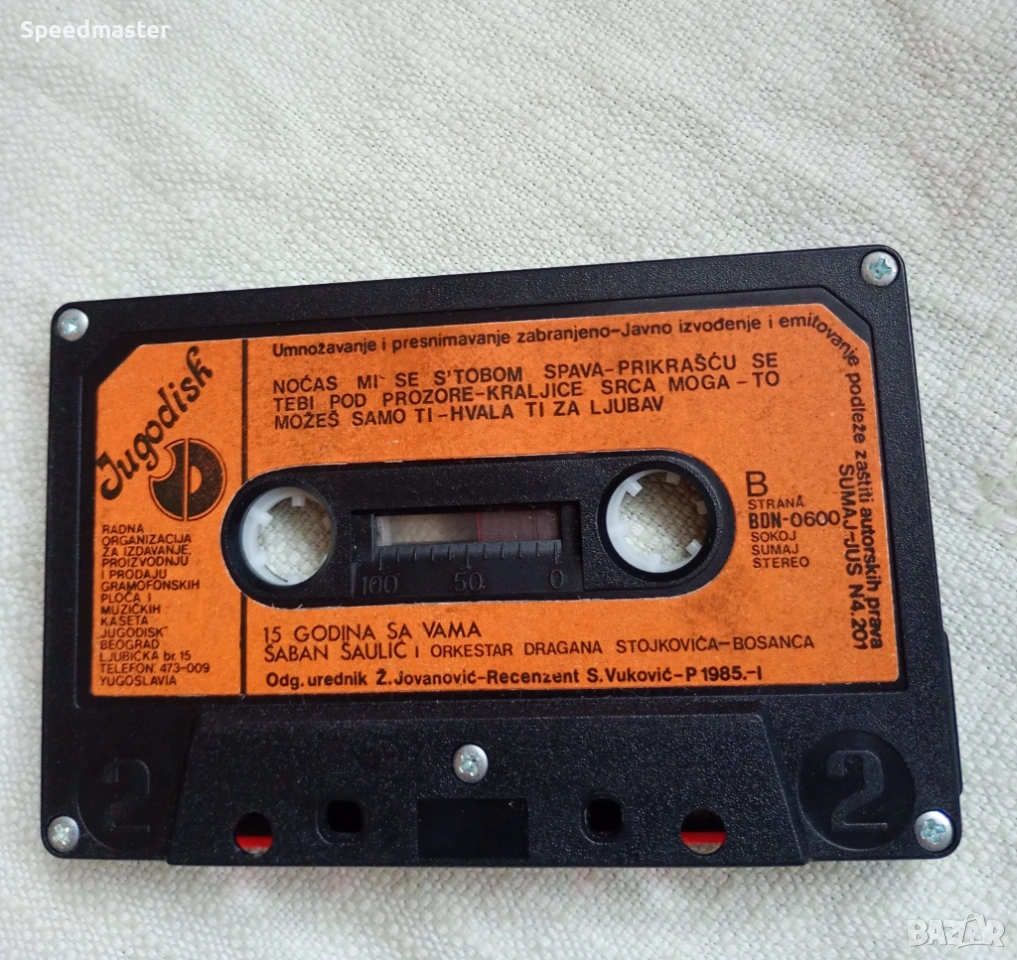 Speedmaster
Jugodisk
RADNA
ORGANIZACIJA
ZA IZDAVANJE,
PROIZVODNJU
I PRODAJU
GRAMOFONSKIH
PLOČA I
MUZIČKIH
KASETA
"JUGODISK"
BEOGRAD
LJUBIČKA br. 15
TELEFON: 473-009
YUGOSLAVIA
Umnožavanje i presnimavanje zabranjeno-Javno izvođenje i emitovanje podleže zaštiti autorskih prava
SUMAJ-JUS N4.201
NOĆAS MI SE S'TOBOM SPAVA-PRIKRAŠĆU SE
TEBI POD PROZORE-KRALJICE SRCA MOGA-TO
MOŽEŠ SAMO TI-HVALA TI ZA LJUBAV
B
STRANA
BDN-0600
SOKOJ
SUMAJ
STEREO
100 50 0
15 GODINA SA VAMA
ŠABAN ŠAULIĆ i ORKESTAR DRAGANA STOJKOVIĆA-BOSANCA
Odg. urednik Ž. Jovanović-Recenzent S. Vuković-P 1985.-I
2 2
BAZAR